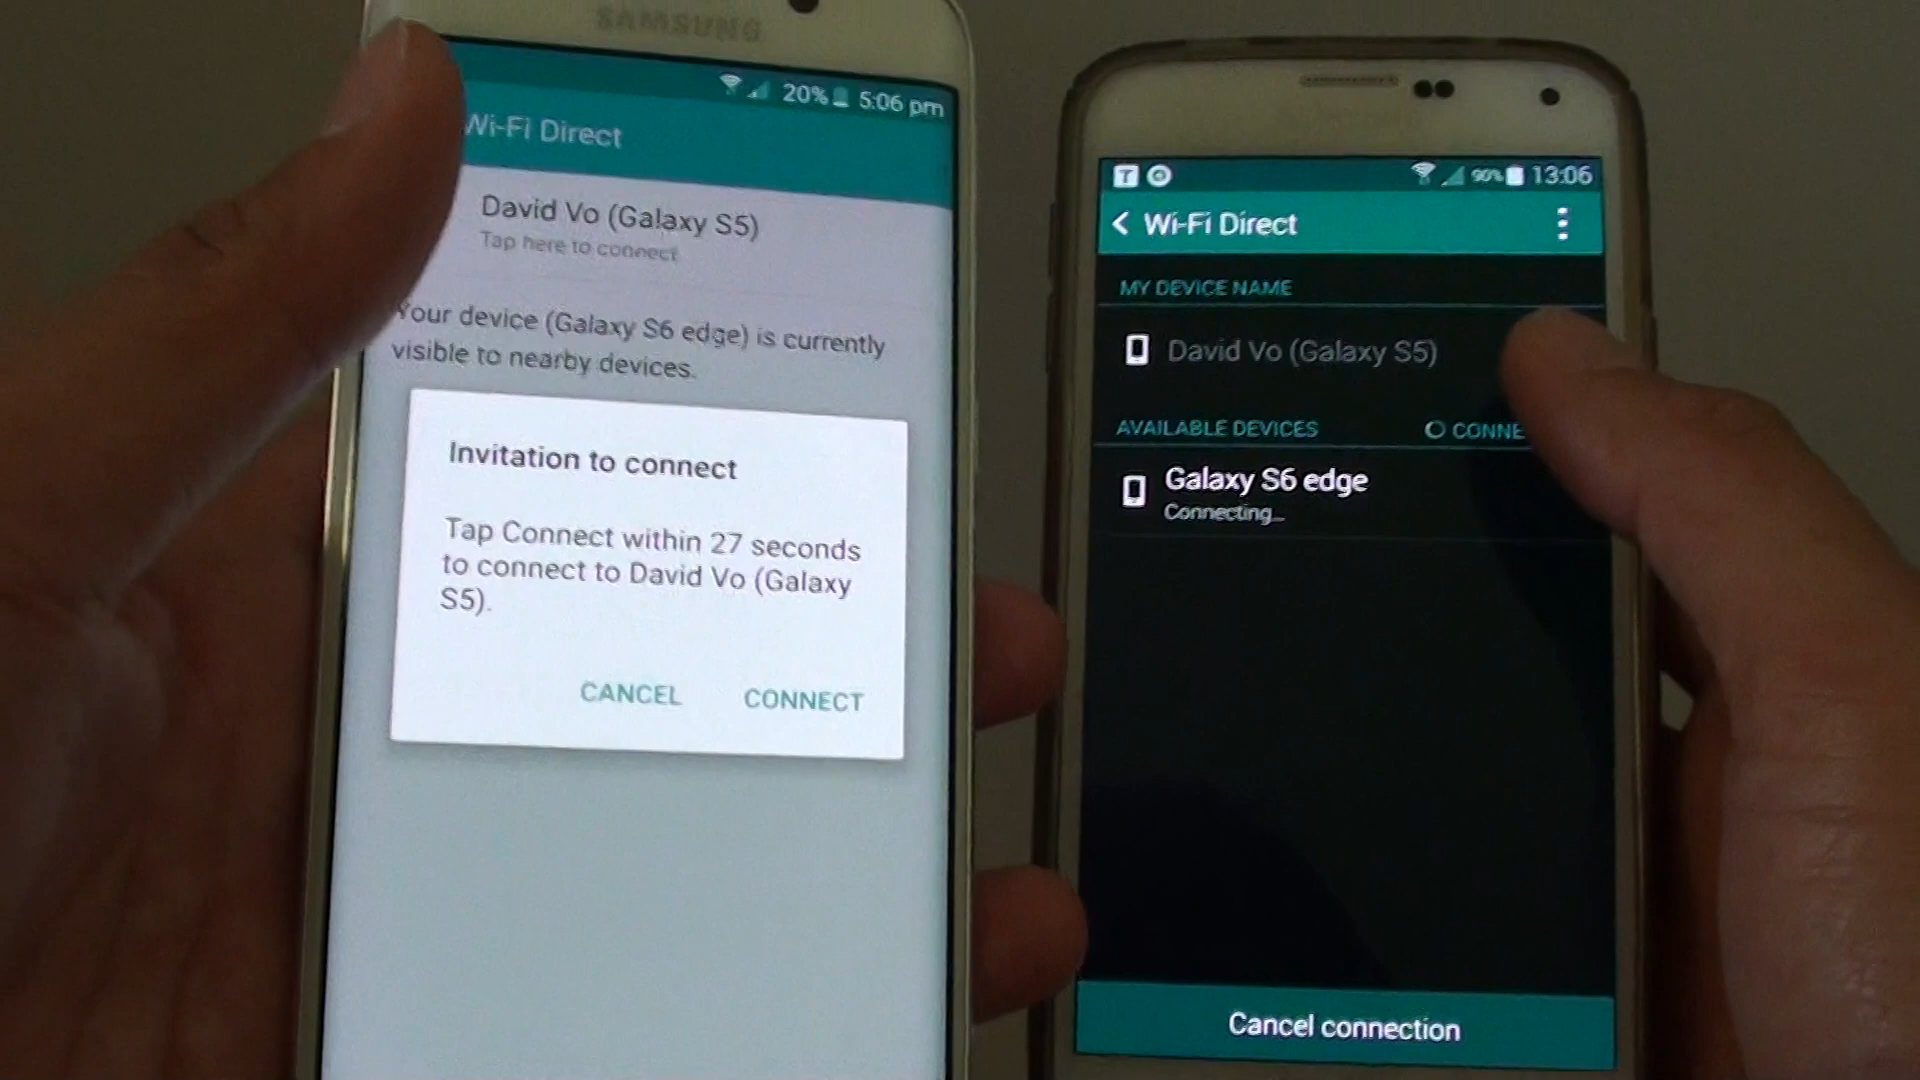 SAMSUNG
20% 5:06 pm
Wi-Fi Direct
David Vo (Galaxy S5)
Tap here to connect
Your device (Galaxy S6 edge) is currently
visible to nearby devices.
Invitation to connect
Tap Connect within 27 seconds
to connect to David Vo (Galaxy
S5).
CANCEL CONNECT
T 90% 13:06
Wi-Fi Direct
MY DEVICE NAME
David Vo (Galaxy S5)
AVAILABLE DEVICES CONNE
Galaxy S6 edge
Connecting...
Cancel connection